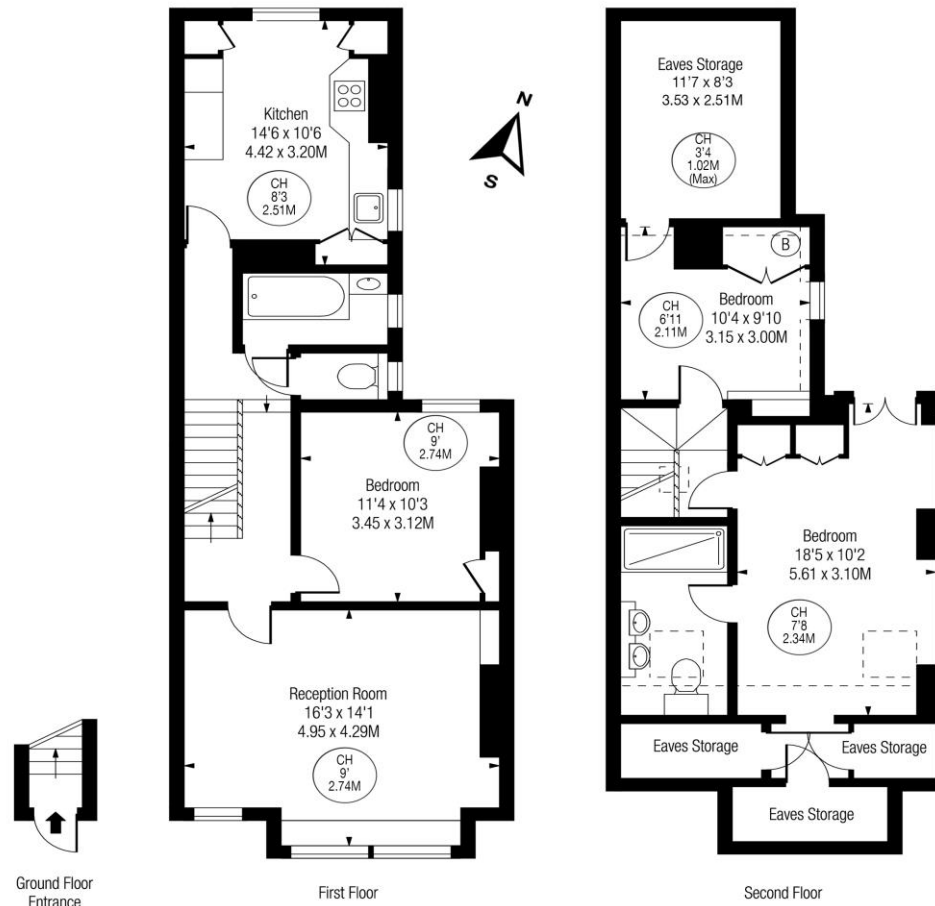 Kitchen
14'6 x 10'6
4.42 x 3.20M
CH
8'3
2.51M
N
S
CH
9'
2.74M
Bedroom
11'4 x 10'3
3.45 x 3.12M
Reception Room
16'3 x 14'1
4.95 x 4.29M
CH
9'
2.74M
Ground Floor
Entrance
First Floor
Eaves Storage
11'7 x 8'3
3.53 x 2.51M
CH
3'4
1.02M
(Max)
B
CH
6'11
2.11M
Bedroom
10'4 x 9'10
3.15 x 3.00M
Bedroom
18'5 x 10'2
5.61 x 3.10M
CH
7'8
2.34M
Eaves Storage
Eaves Storage
Eaves Storage
Second Floor